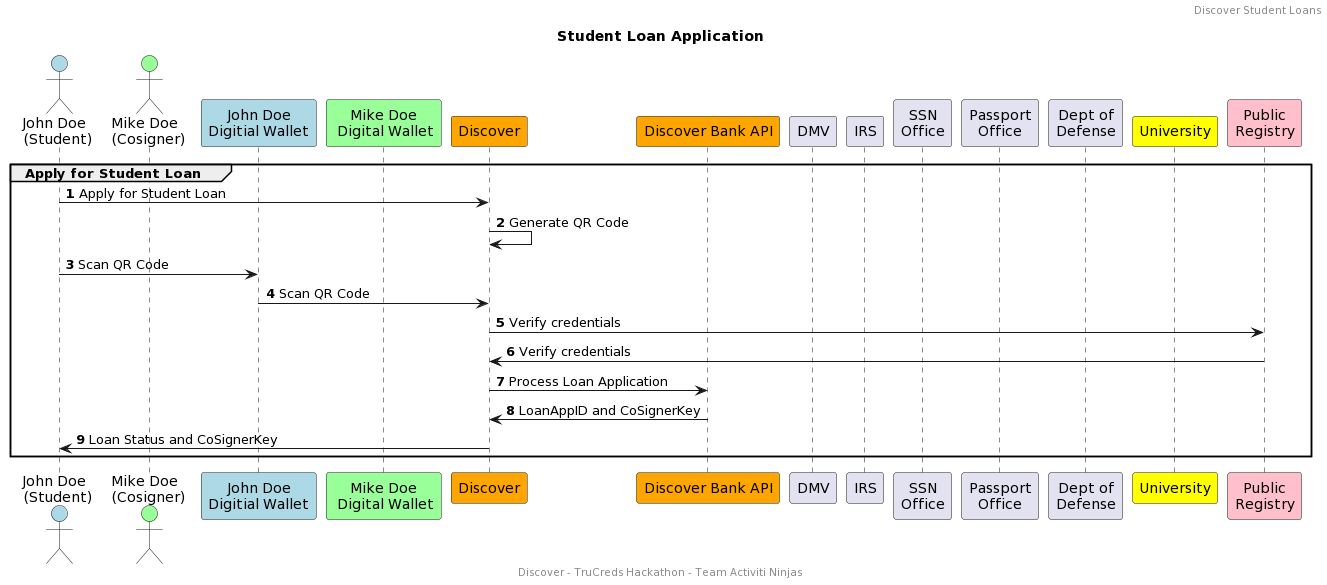 Discover Student Loans
Student Loan Application
John Doe
(Student)
Mike Doe
(Cosigner)
John Doe
Digitial Wallet
Mike Doe
Digital Wallet
Discover
Discover Bank API
DMV
IRS
SSN
Office
Passport
Office
Dept of
Defense
University
Public
Registry
Apply for Student Loan
1 Apply for Student Loan
2 Generate QR Code
3 Scan QR Code
4 Scan QR Code
5 Verify credentials
6 Verify credentials
7 Process Loan Application
8 LoanAppID and CoSignerKey
9 Loan Status and CoSignerKey
John Doe
(Student)
Mike Doe
(Cosigner)
John Doe
Digitial Wallet
Mike Doe
Digital Wallet
Discover
Discover Bank API
DMV
IRS
SSN
Office
Passport
Office
Dept of
Defense
University
Public
Registry
Discover - TruCreds Hackathon - Team Activiti Ninjas